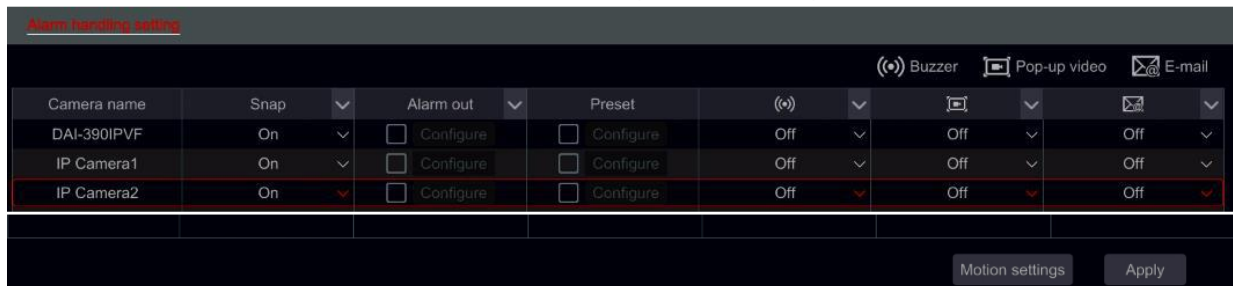 Alarm handling setting
Buzzer Pop-up video E-mail
Camera name Snap Alarm out Preset
DAI-390IPVF On Configure Configure Off Off Off
IP Camera1 On Configure Configure Off Off Off
IP Camera2 On Configure Configure Off Off Off
Motion settings Apply